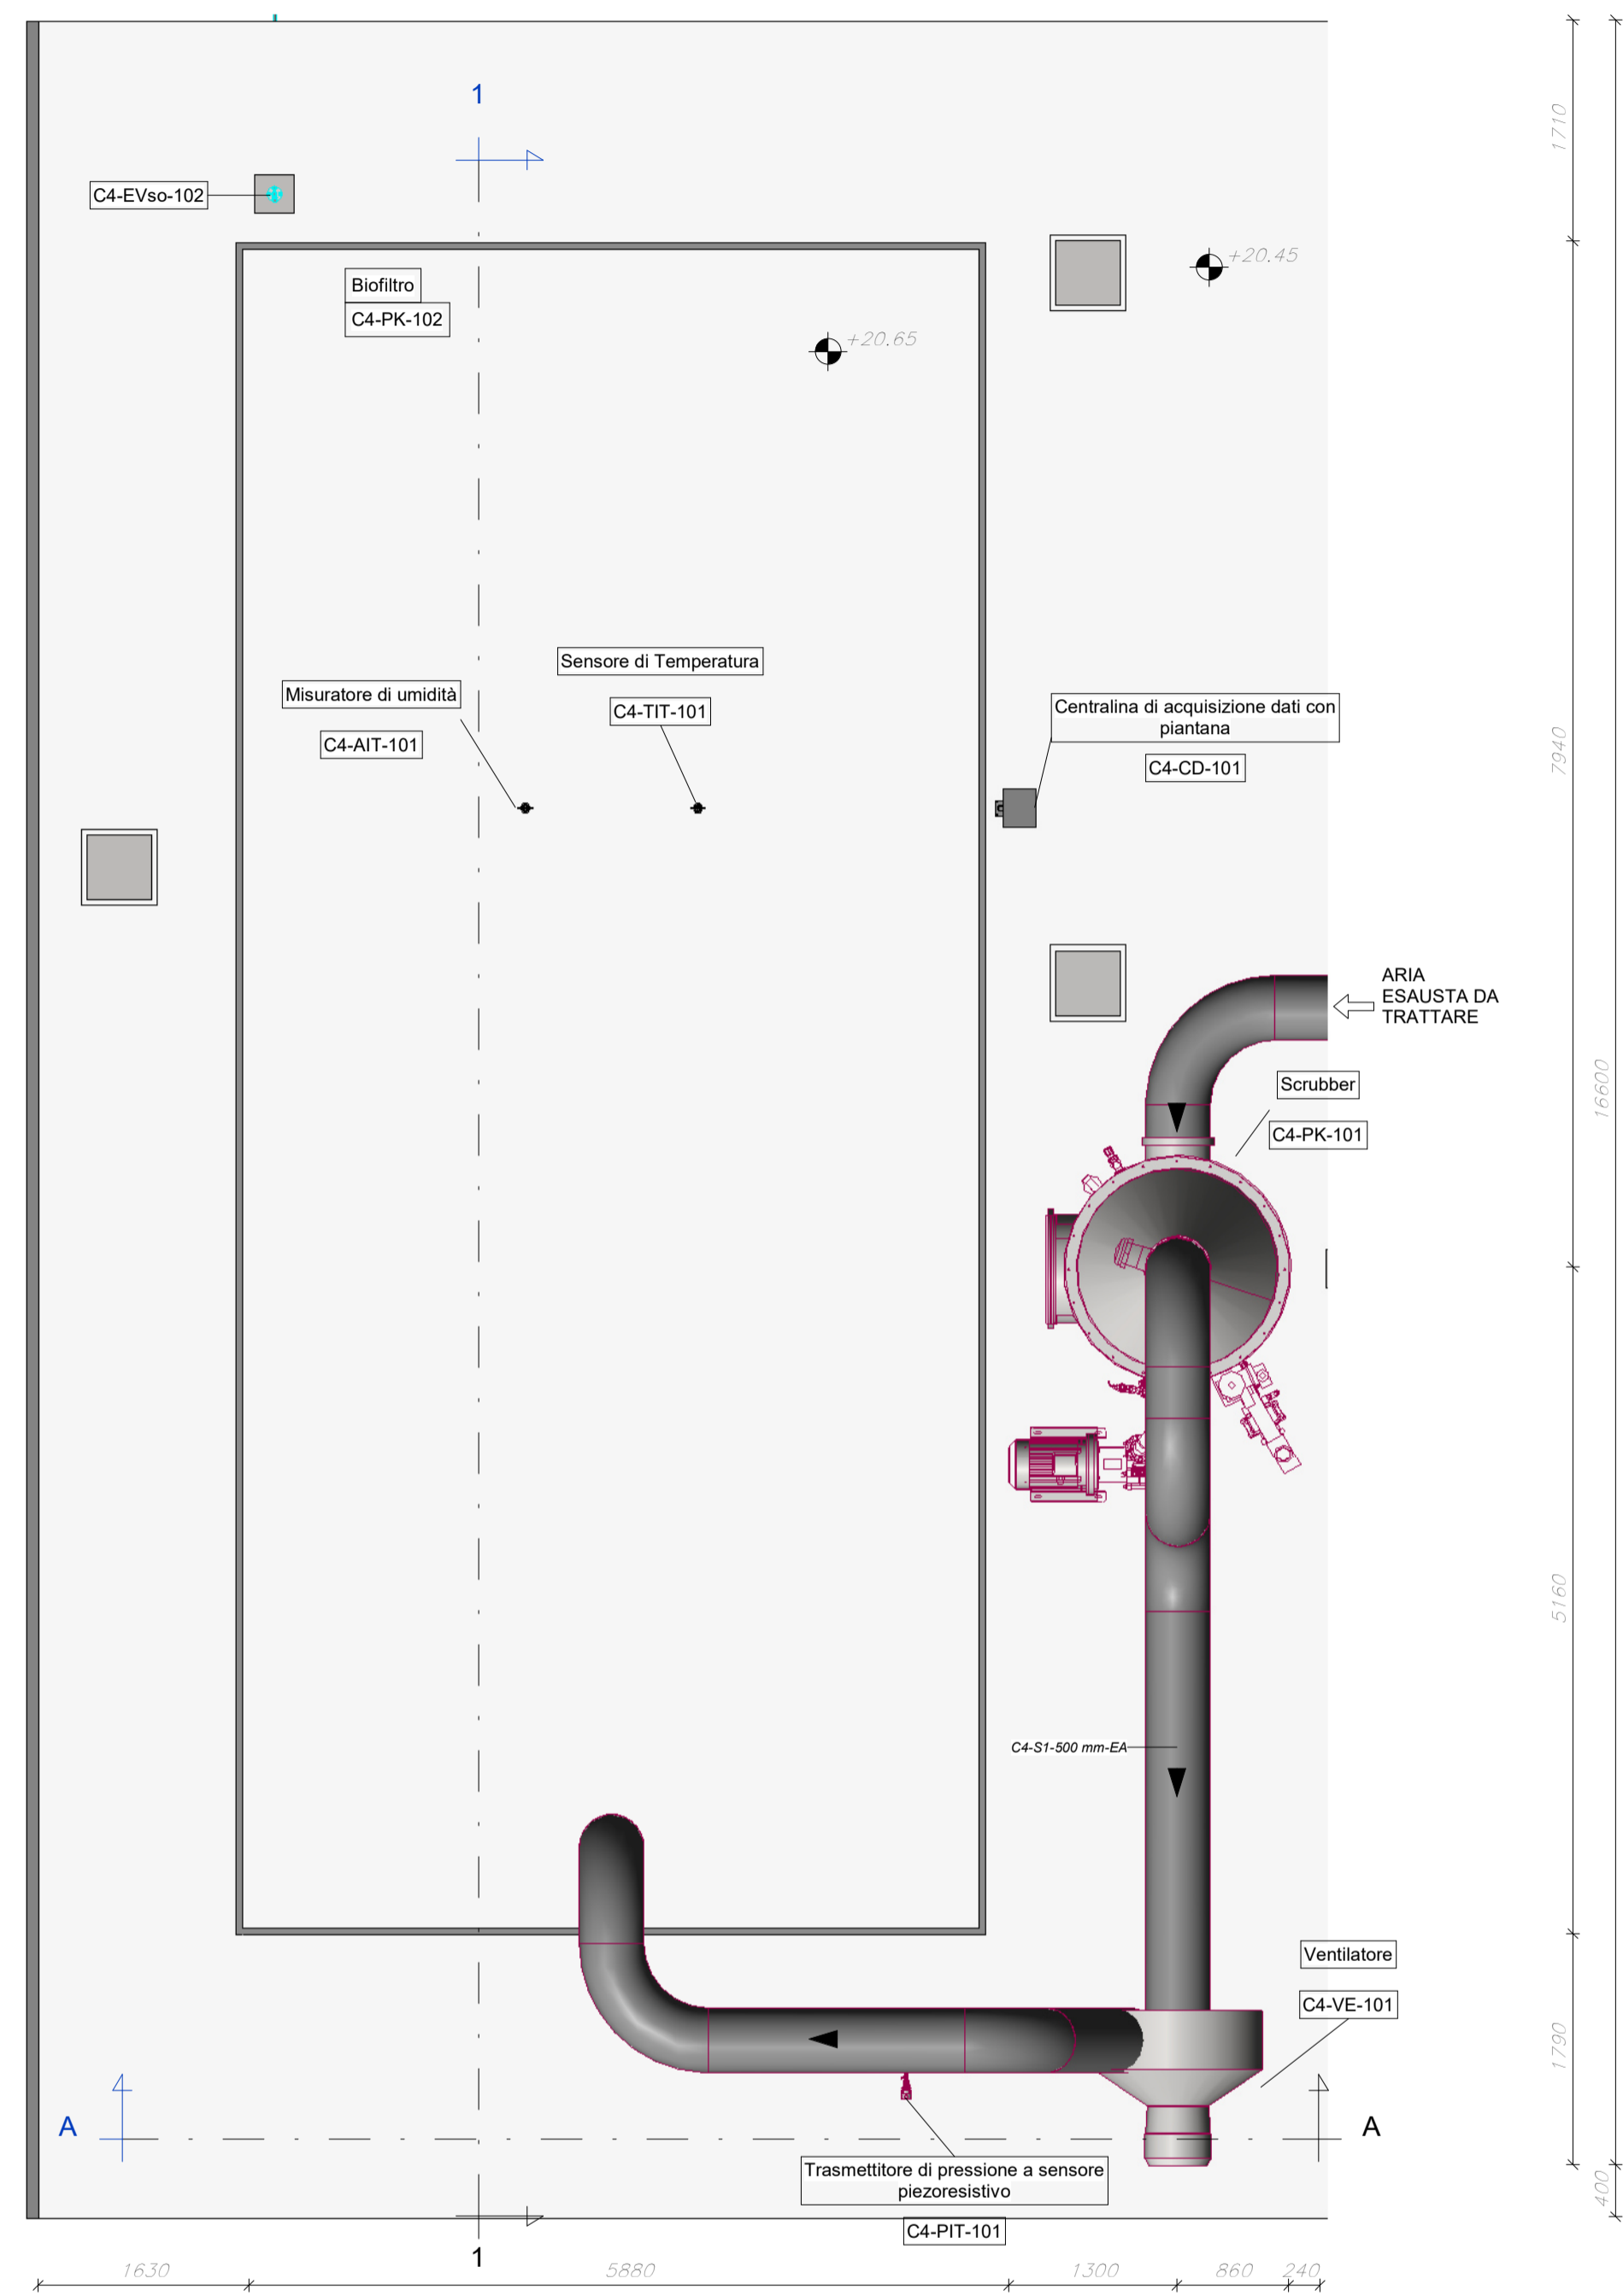 1
1710
C4-EVso-102
+20.45
Biofiltro
C4-PK-102
+20.65
Sensore di Temperatura
Misuratore di umidità
C4-TIT-101
Centralina di acquisizione dati con
piantana
C4-AIT-101
C4-CD-101
7940
ARIA
ESAUSTA DA
TRATTARE
Scrubber
16600
C4-PK-101
5160
C4-S1-500 mm-EA
Ventilatore
C4-VE-101
1790
A
A
Trasmettitore di pressione a sensore
piezoresistivo
400
C4-PIT-101
1
1630
5880
1300
860
240